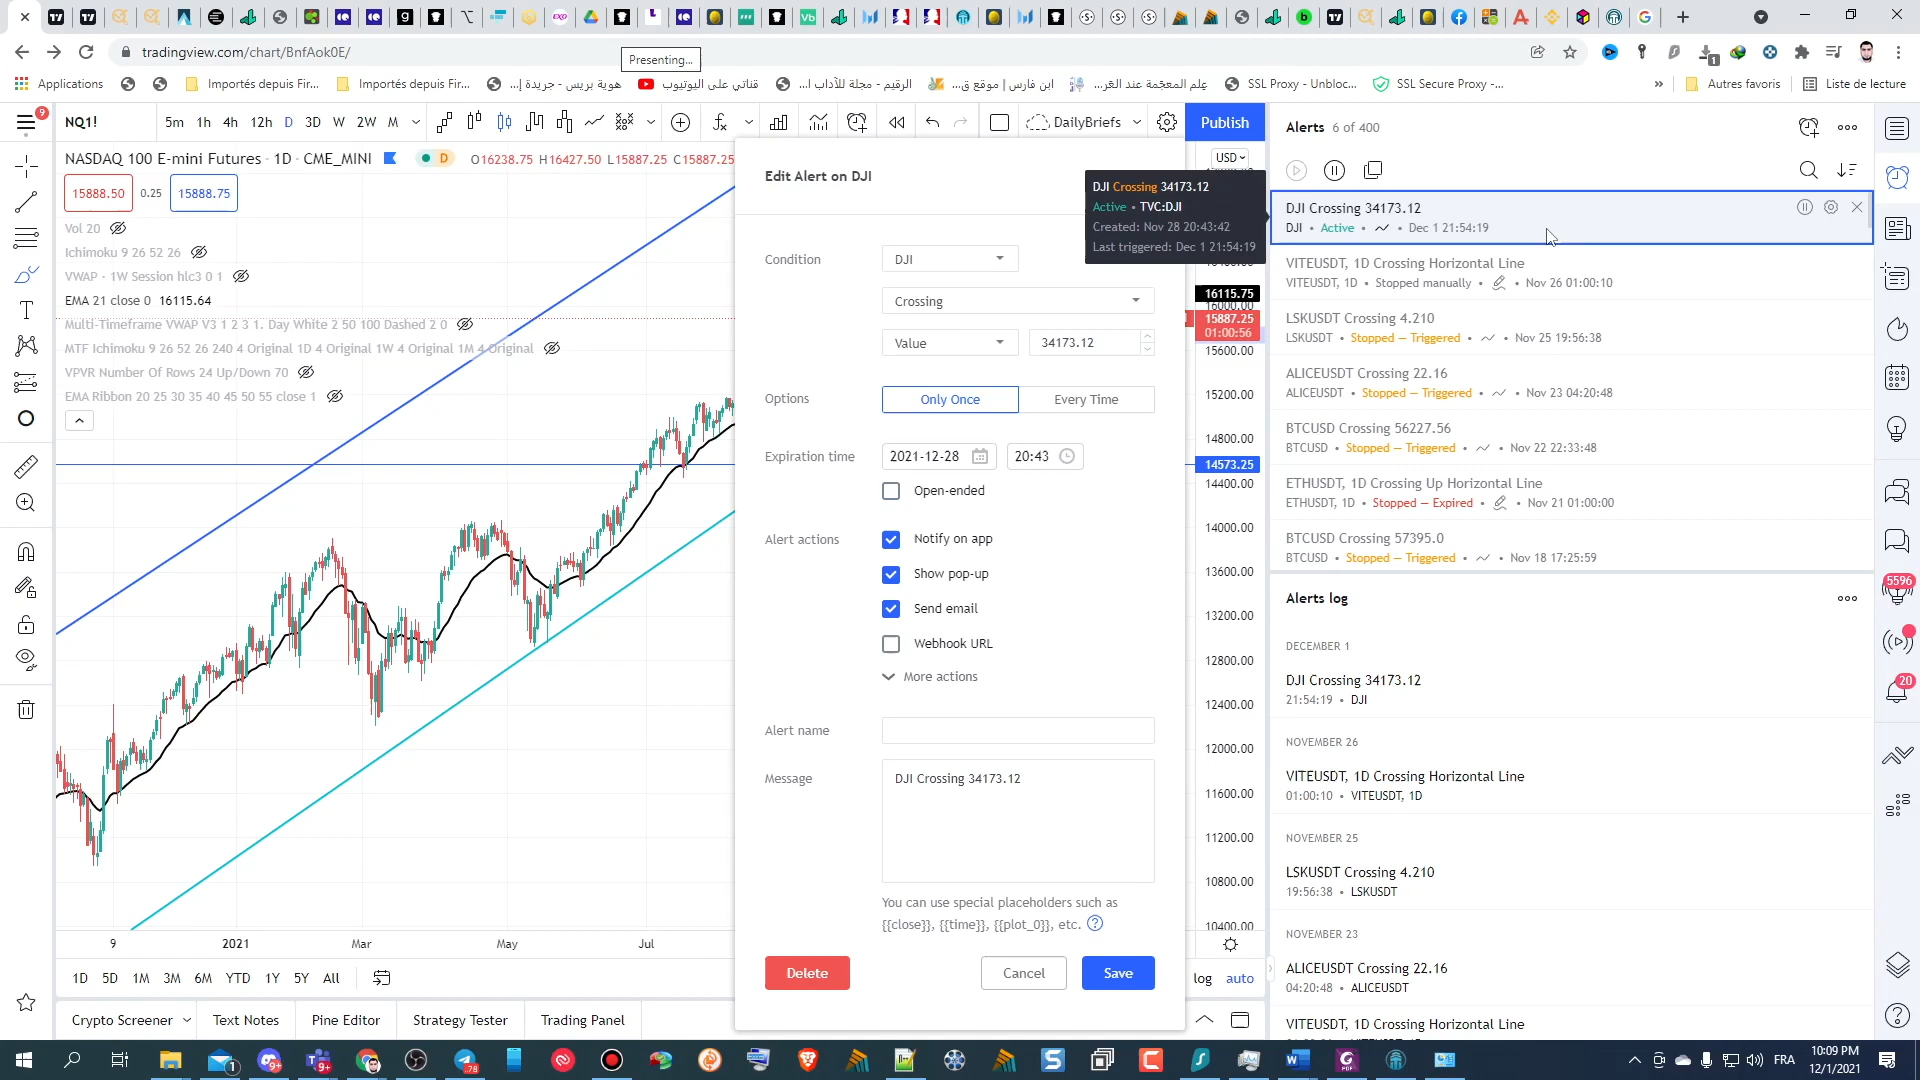 tradingview.com/chart/BnfAok0E/
Presenting...
Applications
Importés depuis Fir...
Importés depuis Fir...
هوية بريس - جريدة إ...
قناتي على اليوتيوب
الرقيم - مجلة للآداب ا...
ابن فارس | موقع ق...
علم المعجمة عند العَر...
SSL Proxy - Unbloc...
SSL Secure Proxy -...
»
Autres favoris
Liste de lecture
9
NQ1!
5m 1h 4h 12h D 3D W 2W M
DailyBriefs
Publish
NASDAQ 100 E-mini Futures · 1D · CME_MINI
D
O16238.75 H16427.50 L15887.25 C15887.25
15888.50
0.25
15888.75
Vol 20
Ichimoku 9 26 52 26
VWAP · 1W Session hlc3 0 1
EMA 21 close 0 16115.64
Multi-Timeframe VWAP V3 1 2 3 1. Day White 2 50 100 Dashed 2 0
MTF Ichimoku 9 26 52 26 240 4 Original 1D 4 Original 1W 4 Original 1M 4 Original
VPVR Number Of Rows 24 Up/Down 70
EMA Ribbon 20 25 30 35 40 45 50 55 close 1
9
2021
Mar
May
Jul
1D 5D 1M 3M 6M YTD 1Y 5Y All
log
auto
Crypto Screener
Text Notes
Pine Editor
Strategy Tester
Trading Panel
Edit Alert on DJI
Condition
DJI
Crossing
Value
34173.12
Options
Only Once
Every Time
Expiration time
2021-12-28
20:43
Open-ended
Alert actions
Notify on app
Show pop-up
Send email
Webhook URL
More actions
Alert name
Message
DJI Crossing 34173.12
You can use special placeholders such as
{{close}}, {{time}}, {{plot_0}}, etc.
Delete
Cancel
Save
DJI Crossing 34173.12
Active • TVC:DJI
Created: Nov 28 20:43:42
Last triggered: Dec 1 21:54:19
USD
16115.75
16000.00
15887.25
01:00:56
15600.00
15200.00
14800.00
14573.25
14400.00
14000.00
13600.00
13200.00
12800.00
12400.00
12000.00
11600.00
11200.00
10800.00
10400.00
Alerts 6 of 400
DJI Crossing 34173.12
DJI • Active • Dec 1 21:54:19
VITEUSDT, 1D Crossing Horizontal Line
VITEUSDT, 1D • Stopped manually • Nov 26 01:00:10
LSKUSDT Crossing 4.210
LSKUSDT • Stopped — Triggered • Nov 25 19:56:38
ALICEUSDT Crossing 22.16
ALICEUSDT • Stopped — Triggered • Nov 23 04:20:48
BTCUSD Crossing 56227.56
BTCUSD • Stopped — Triggered • Nov 22 22:33:48
ETHUSDT, 1D Crossing Up Horizontal Line
ETHUSDT, 1D • Stopped — Expired • Nov 21 01:00:00
BTCUSD Crossing 57395.0
BTCUSD • Stopped — Triggered • Nov 18 17:25:59
Alerts log
DECEMBER 1
DJI Crossing 34173.12
21:54:19 • DJI
NOVEMBER 26
VITEUSDT, 1D Crossing Horizontal Line
01:00:10 • VITEUSDT, 1D
NOVEMBER 25
LSKUSDT Crossing 4.210
19:56:38 • LSKUSDT
NOVEMBER 23
ALICEUSDT Crossing 22.16
04:20:48 • ALICEUSDT
VITEUSDT, 1D Crossing Horizontal Line
5596
20
FRA
10:09 PM
12/1/2021